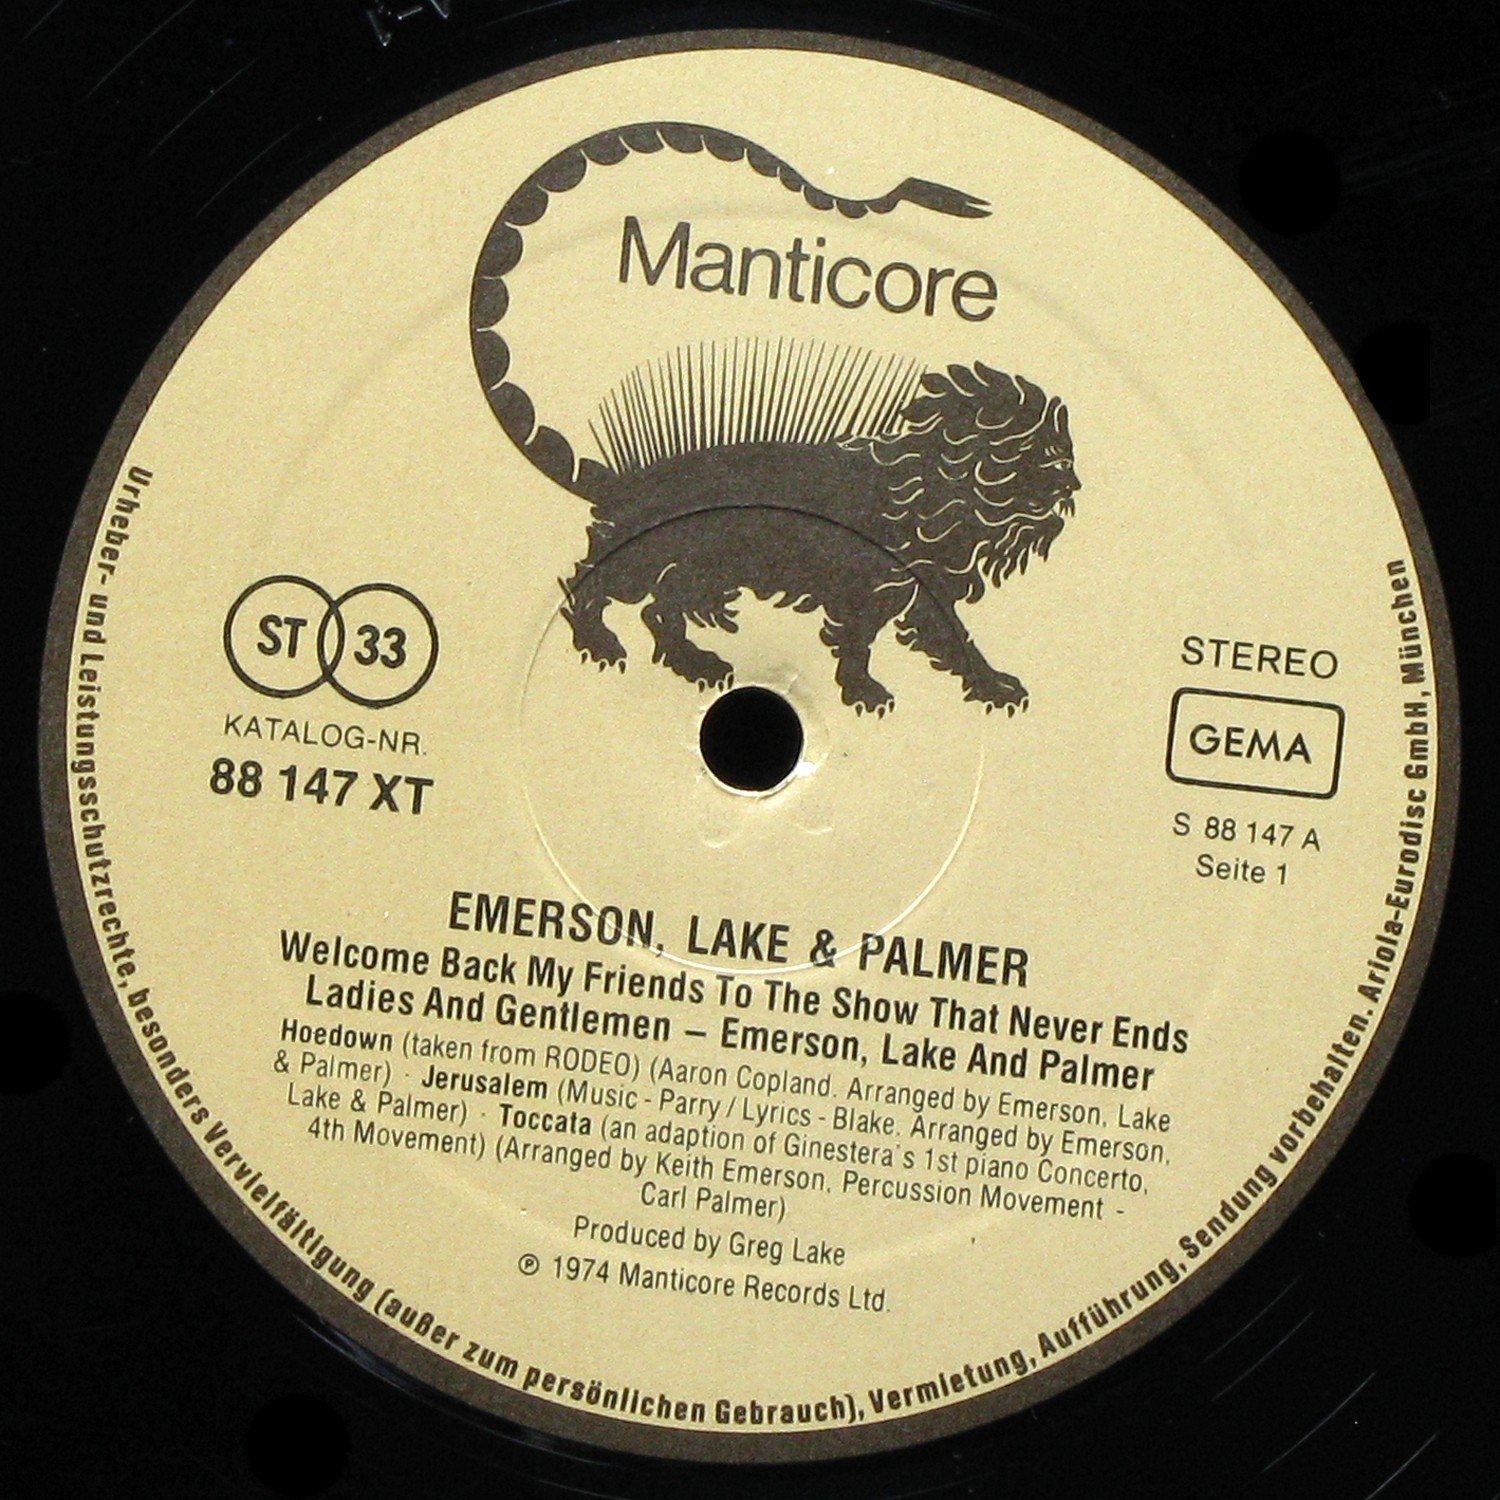 Manticore
ST 33
KATALOG-NR.
88 147 XT
STEREO
GEMA
S 88 147 A
Seite 1
EMERSON, LAKE & PALMER
Welcome Back My Friends To The Show That Never Ends
Ladies And Gentlemen – Emerson, Lake And Palmer
Hoedown (taken from RODEO) (Aaron Copland. Arranged by Emerson, Lake
& Palmer) · Jerusalem (Music - Parry / Lyrics - Blake. Arranged by Emerson,
Lake & Palmer) · Toccata (an adaption of Ginestera's 1st piano Concerto,
4th Movement) (Arranged by Keith Emerson, Percussion Movement -
Carl Palmer)
Produced by Greg Lake
℗ 1974 Manticore Records Ltd.
Urheber- und Leistungsschutzrechte, besonders Vervielfältigung (außer zum persönlichen Gebrauch), Vermietung, Aufführung, Sendung vorbehalten. Ariola-Eurodisc GmbH, München